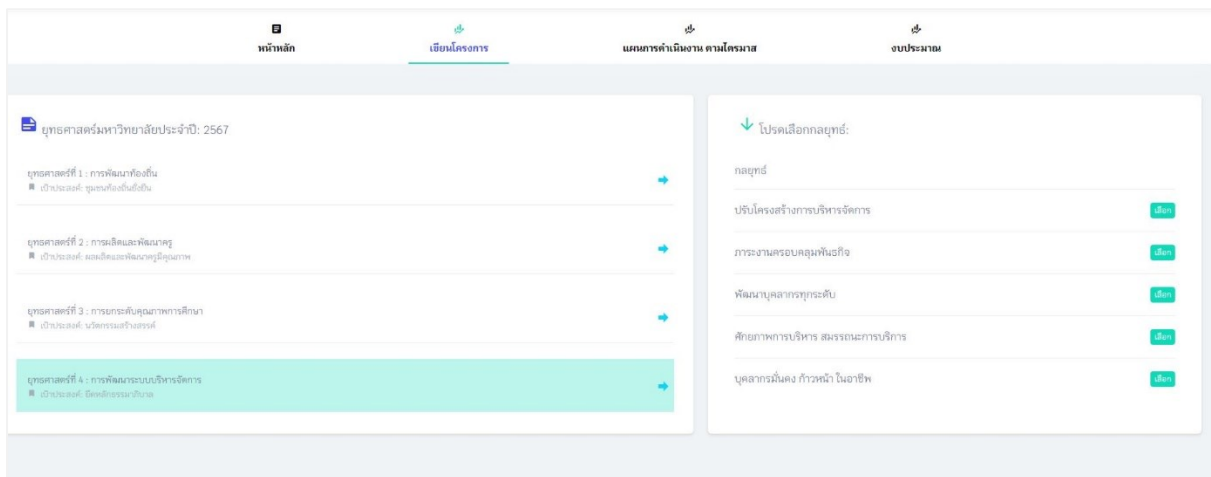 หน้าหลัก
เขียนโครงการ
แผนการดำเนินงาน ตามไตรมาส
งบประมาณ
ยุทธศาสตร์มหาวิทยาลัยประจำปี: 2567
ยุทธศาสตร์ที่ 1 : การพัฒนาท้องถิ่น
เป้าประสงค์: ชุมชนท้องถิ่นยั่งยืน
ยุทธศาสตร์ที่ 2 : การผลิตและพัฒนาครู
เป้าประสงค์: ผลผลิตและพัฒนาครูมีคุณภาพ
ยุทธศาสตร์ที่ 3 : การยกระดับคุณภาพการศึกษา
เป้าประสงค์: นวัตกรรมสร้างสรรค์
ยุทธศาสตร์ที่ 4 : การพัฒนาระบบบริหารจัดการ
เป้าประสงค์: ยึดหลักธรรมาภิบาล
โปรดเลือกกลยุทธ์:
กลยุทธ์
ปรับโครงสร้างการบริหารจัดการ เลือก
ภาระงานครอบคลุมพันธกิจ เลือก
พัฒนาบุคลากรทุกระดับ เลือก
ศักยภาพการบริหาร สมรรถนะการบริการ เลือก
บุคลากรมั่นคง ก้าวหน้า ในอาชีพ เลือก